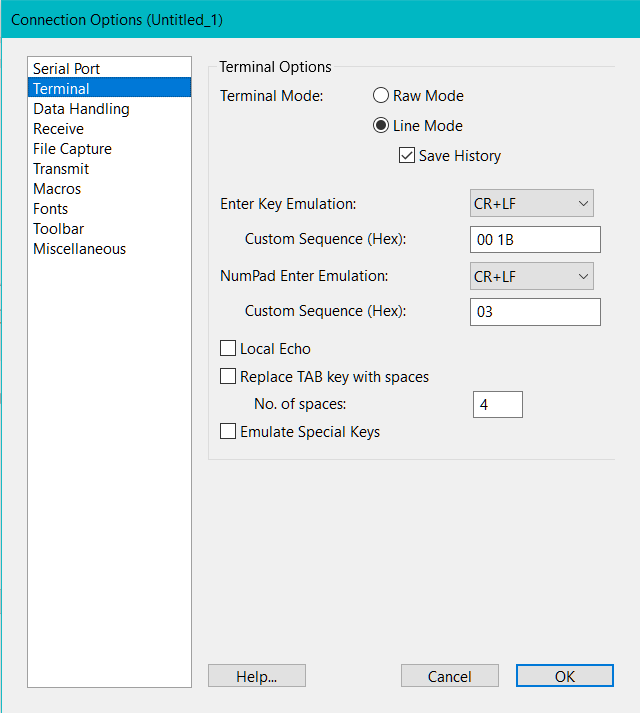 Connection Options (Untitled_1)
Serial Port
Terminal
Data Handling
Receive
File Capture
Transmit
Macros
Fonts
Toolbar
Miscellaneous
Terminal Options
Terminal Mode:
Raw Mode
Line Mode
Save History
Enter Key Emulation: CR+LF
Custom Sequence (Hex): 00 1B
NumPad Enter Emulation: CR+LF
Custom Sequence (Hex): 03
Local Echo
Replace TAB key with spaces
No. of spaces: 4
Emulate Special Keys
Help... Cancel OK